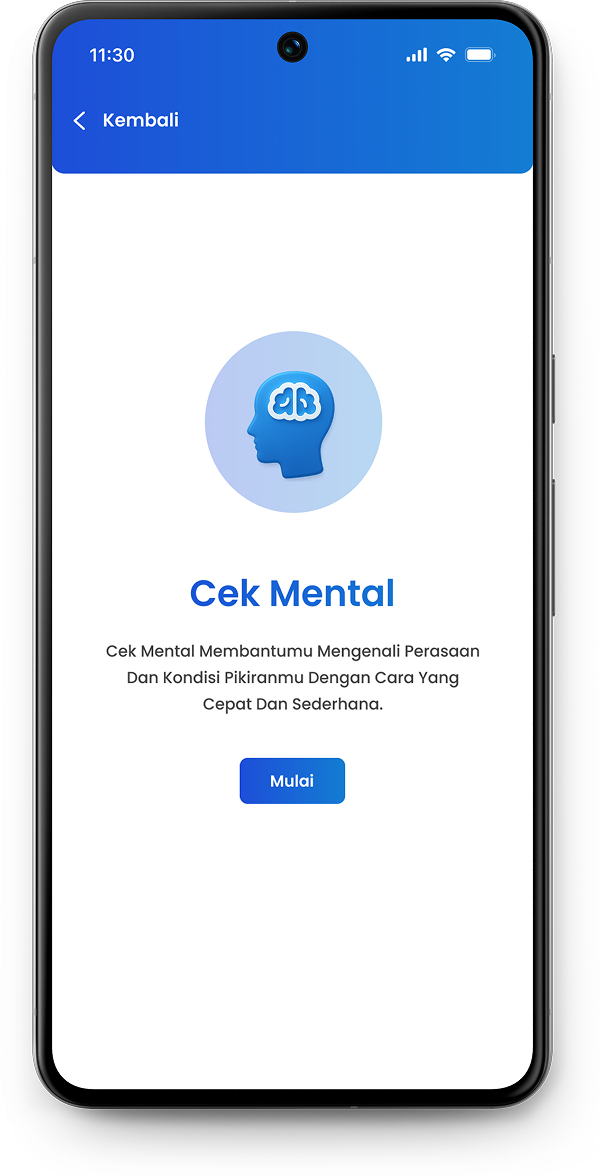 11:30
Kembali
Cek Mental
Cek Mental Membantumu Mengenali Perasaan
Dan Kondisi Pikiranmu Dengan Cara Yang
Cepat Dan Sederhana.
Mulai